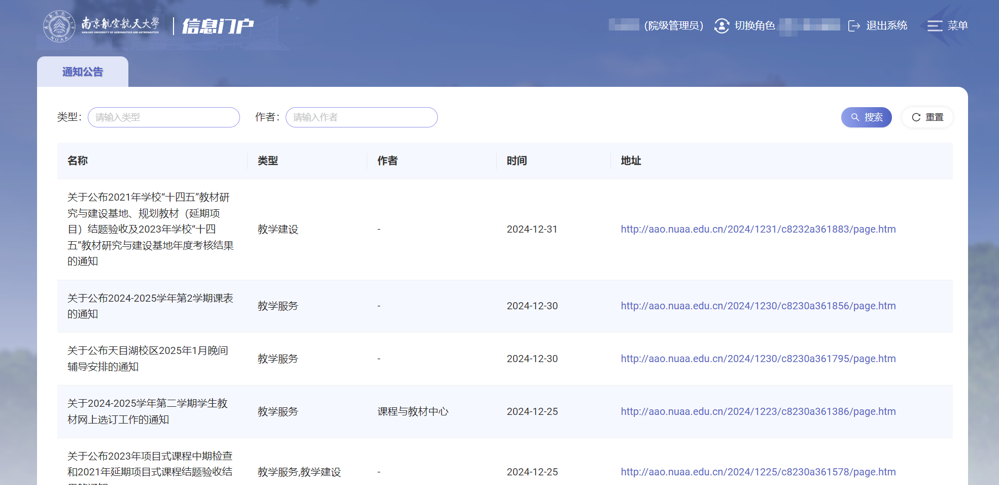 南京航空航天大學
NANJING UNIVERSITY OF AERONAUTICS AND ASTRONAUTICS
NUAA
信息门户
(院级管理员)
切换角色
退出系统
菜单
通知公告
类型：
请输入类型
作者：
请输入作者
搜索
重置
名称 类型 作者 时间 地址
关于公布2021年学校“十四五”教材研
究与建设基地、规划教材（延期项
目）结题验收及2023年学校“十四
五”教材研究与建设基地年度考核结果
的通知
教学建设
-
2024-12-31
http://aao.nuaa.edu.cn/2024/1231/c8232a361883/page.htm
关于公布2024-2025学年第2学期课表
的通知
教学服务
-
2024-12-30
http://aao.nuaa.edu.cn/2024/1230/c8230a361856/page.htm
关于公布天目湖校区2025年1月晚间
辅导安排的通知
教学服务
-
2024-12-30
http://aao.nuaa.edu.cn/2024/1230/c8230a361795/page.htm
关于2024-2025学年第二学期学生教
材网上选订工作的通知
教学服务
课程与教材中心
2024-12-25
http://aao.nuaa.edu.cn/2024/1223/c8230a361386/page.htm
关于公布2023年项目式课程中期检查
和2021年延期项目式课程结题验收结
教学服务,教学建设
-
2024-12-25
http://aao.nuaa.edu.cn/2024/1225/c8230a361578/page.htm